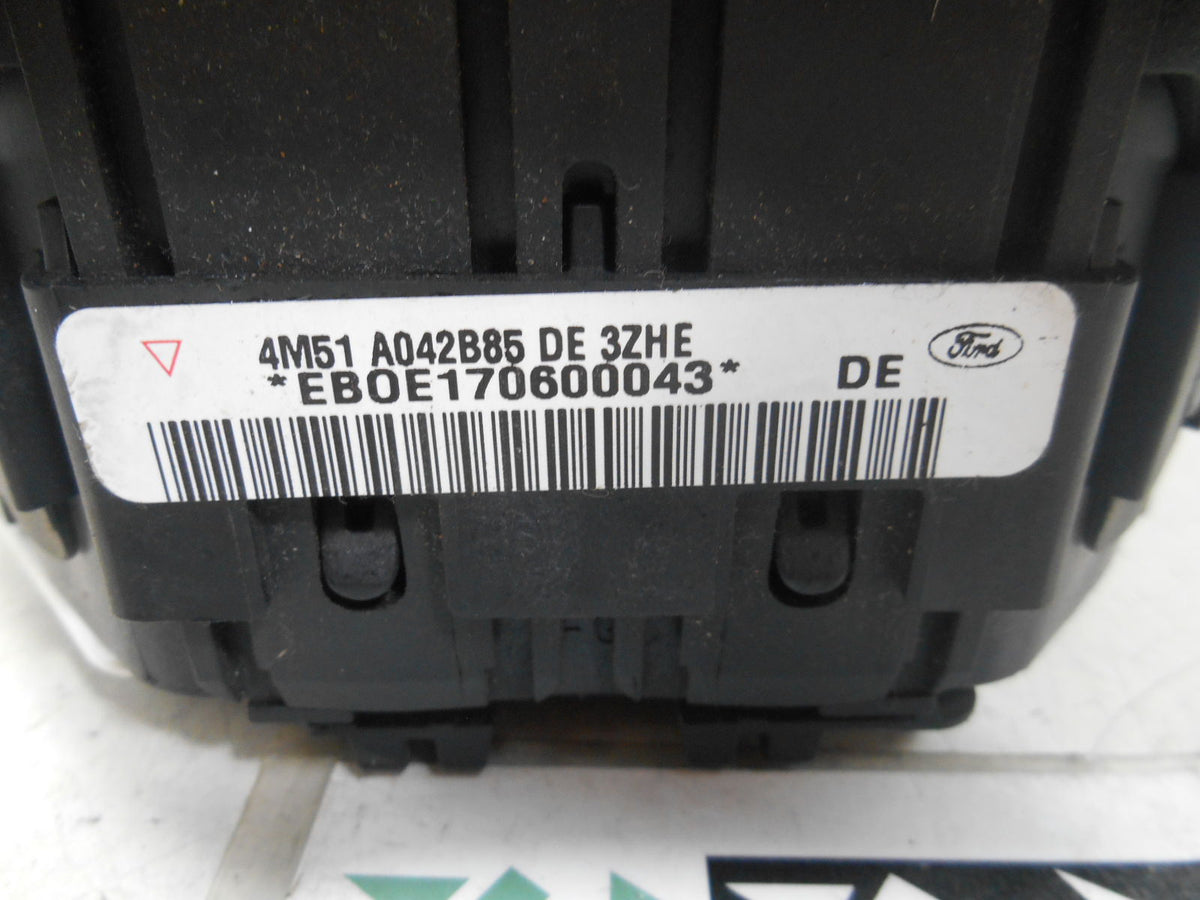 4M51 A042B85 DE 3ZHE
*EBOE170600043*
DE
Ford